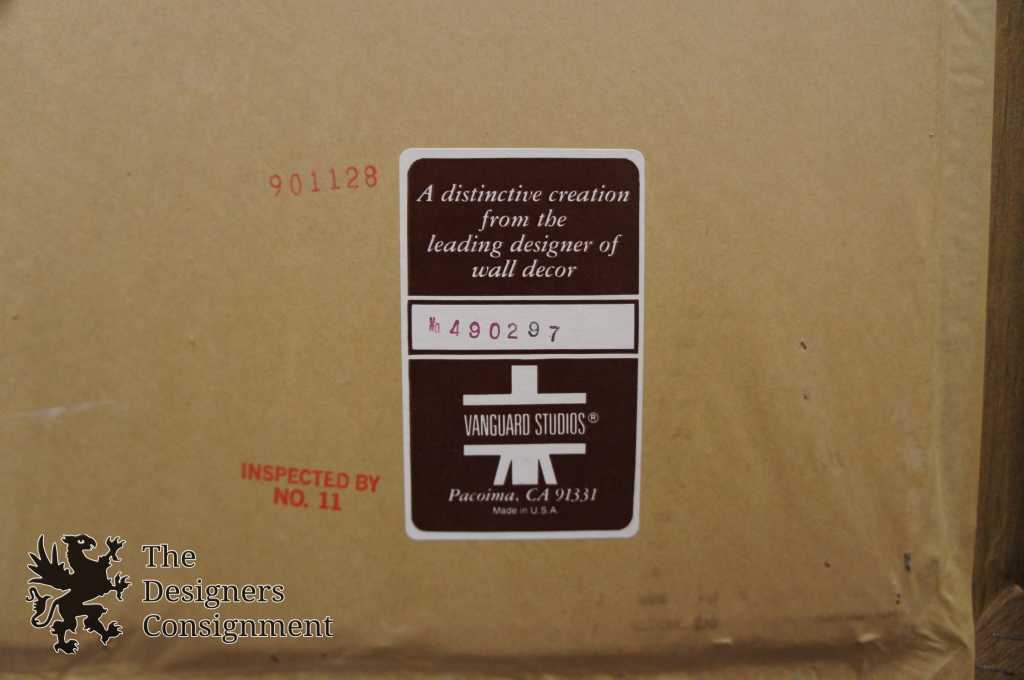 901128
A distinctive creation
from the
leading designer of
wall decor
No. 490297
VANGUARD STUDIOS®
Pacoima, CA 91331
Made in U.S.A.
INSPECTED BY
NO. 11
The
Designers
Consignment